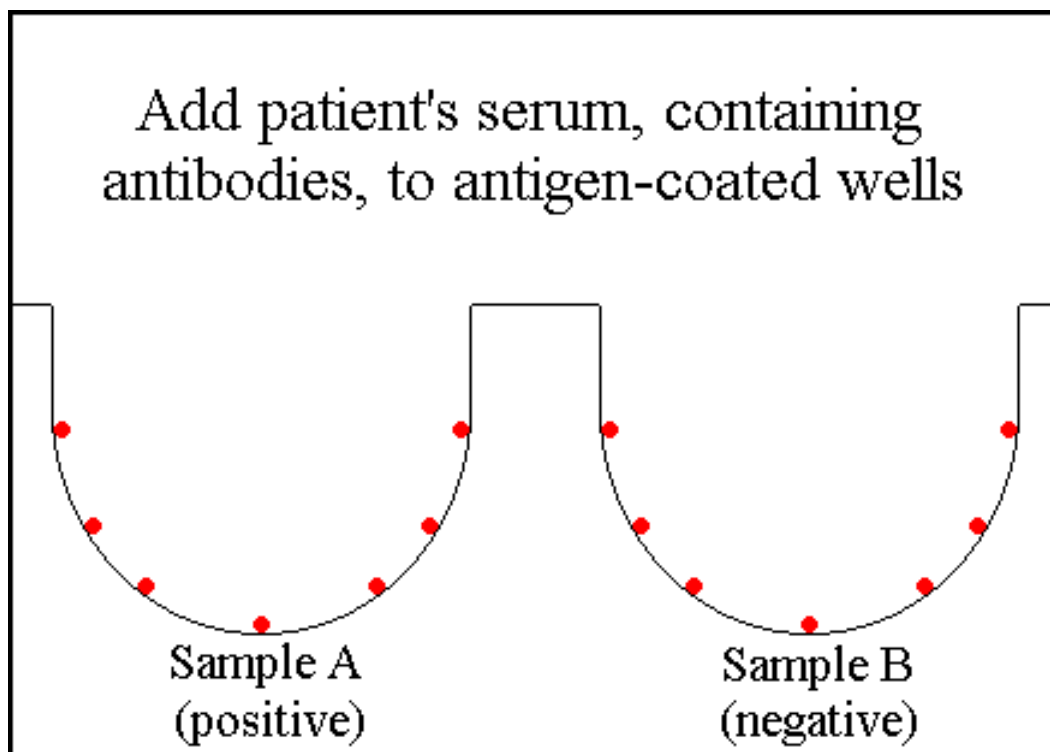 Add patient's serum, containing
antibodies, to antigen-coated wells
Sample A
(positive)
Sample B
(negative)